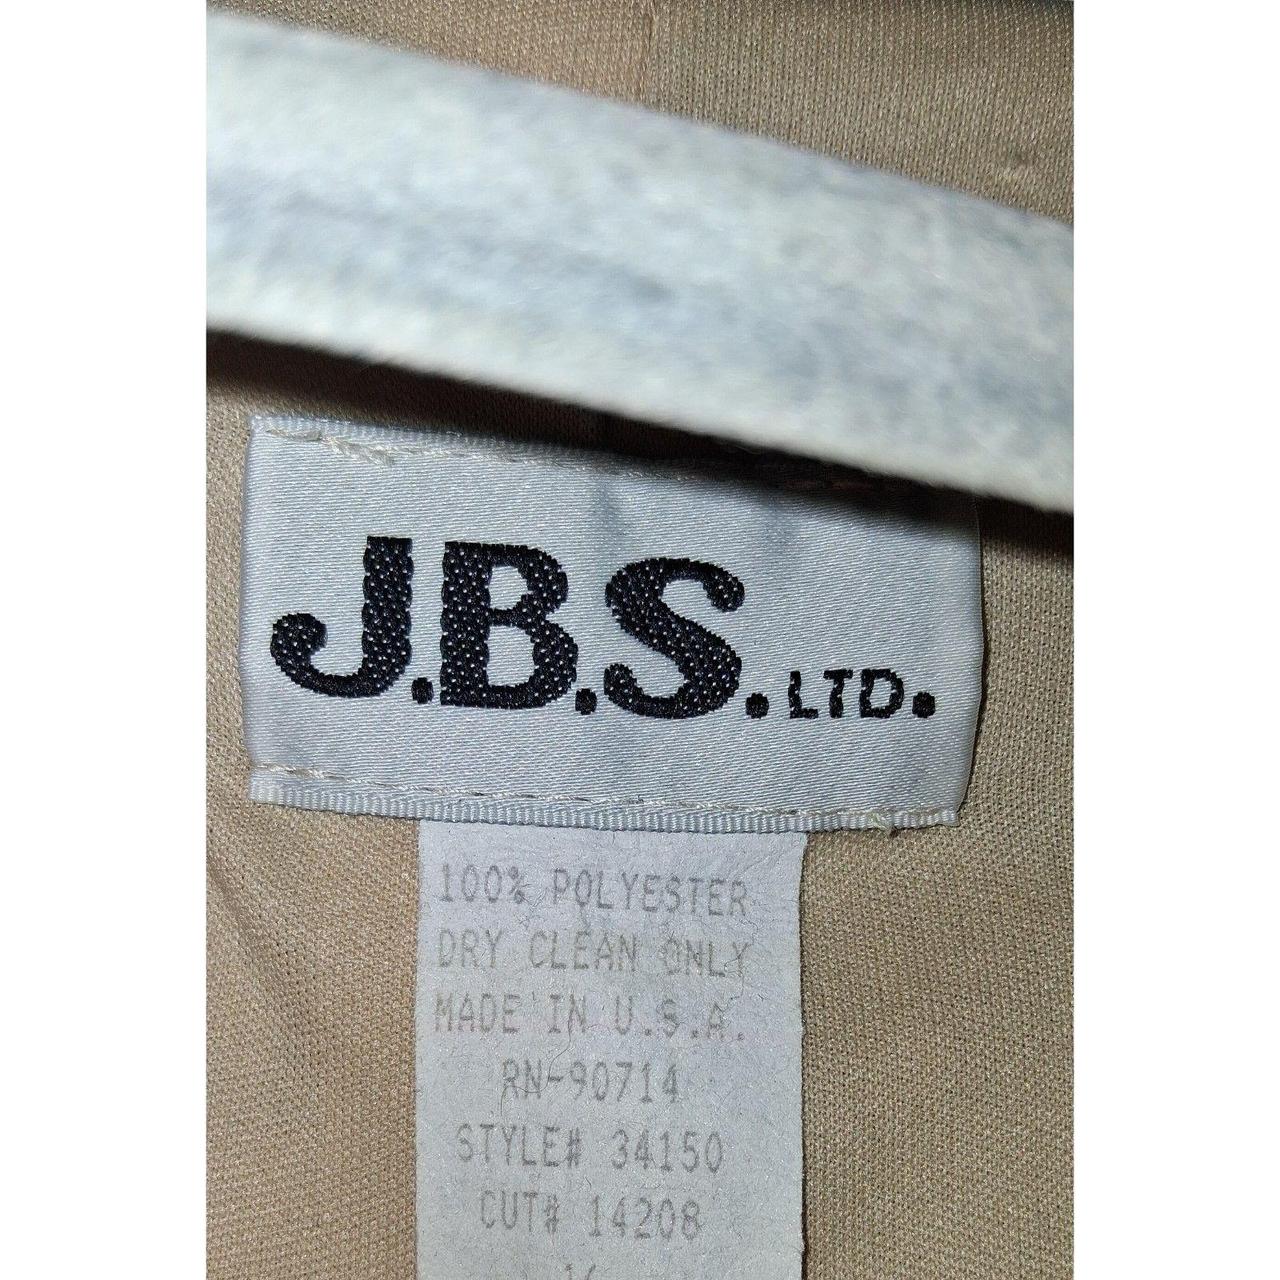 J.B.S. LTD.
100% POLYESTER
DRY CLEAN ONLY
MADE IN U.S.A.
RN-90714
STYLE# 34150
CUT# 14208